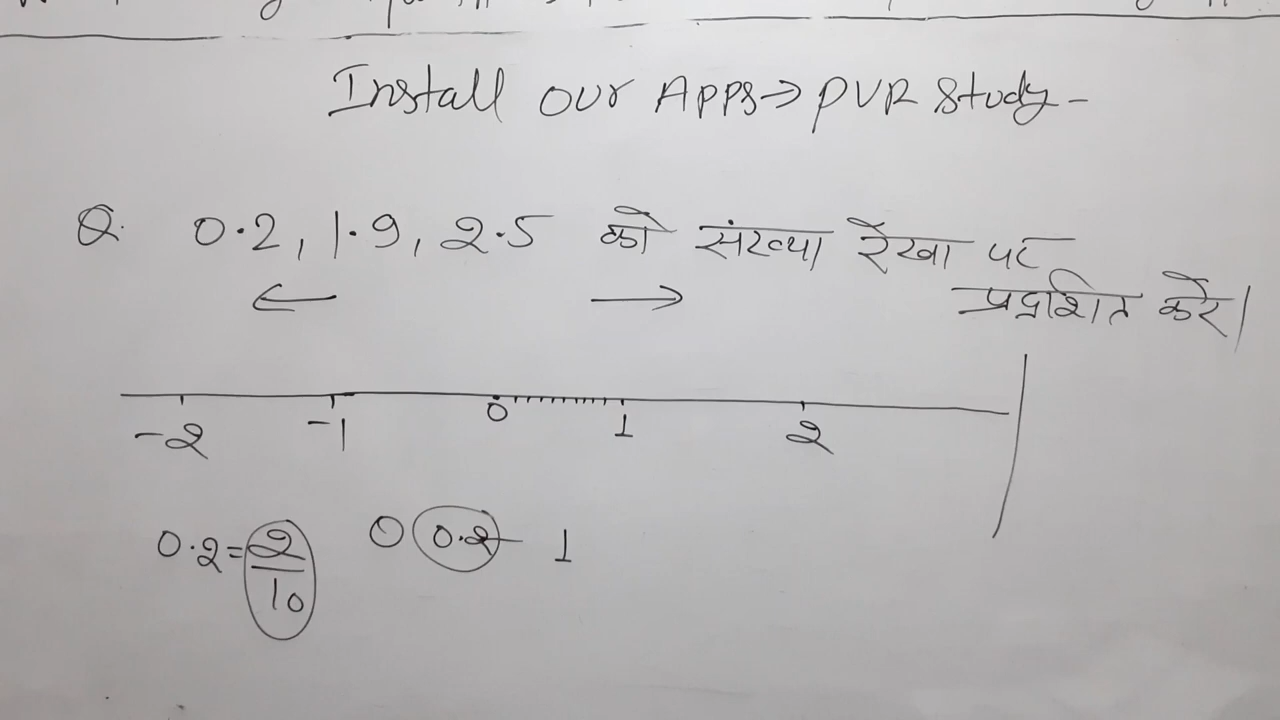 Install our Apps→ PVR Study-
Q. 0.2, 1.9, 2.5 को संख्या रेखा पर
प्रदर्शित करें।
-2 -1 0 1 2
0.2=2/10 0 0.2 1